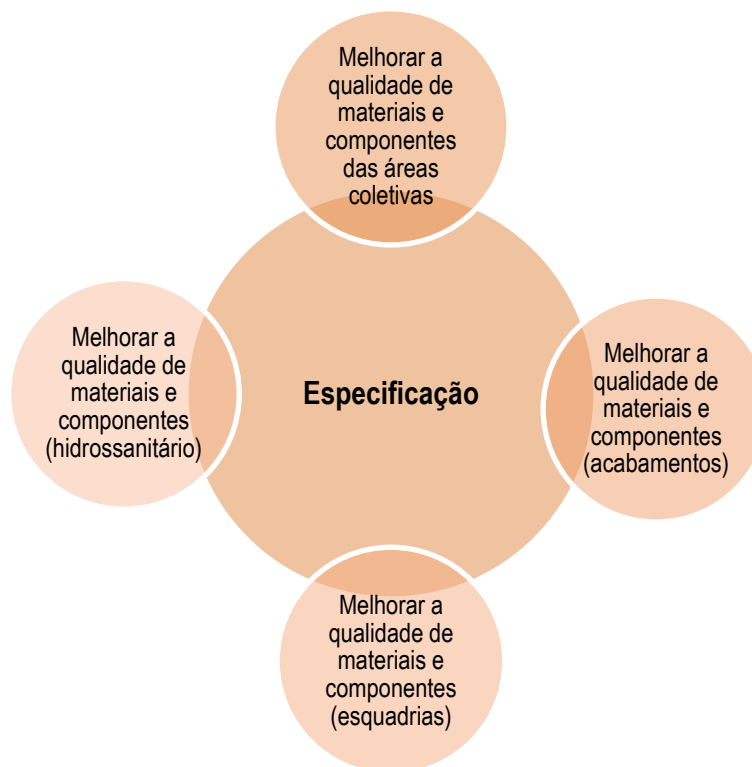 Melhorar a
qualidade de
materiais e
componentes
das áreas
coletivas
Melhorar a
qualidade de
materiais e
componentes
(hidrossanitário)
Especificação
Melhorar a
qualidade de
materiais e
componentes
(acabamentos)
Melhorar a
qualidade de
materiais e
componentes
(esquadrias)